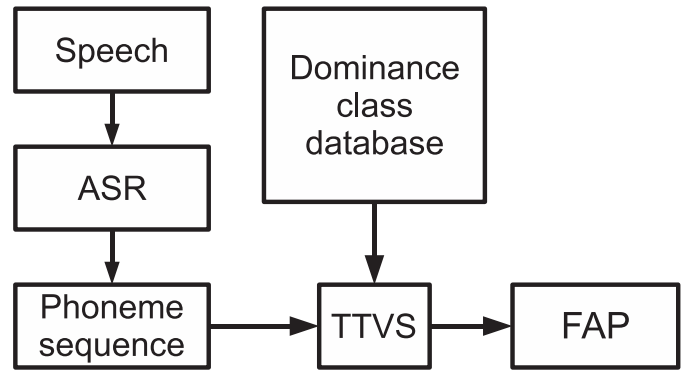 Speech
Dominance
class
database
ASR
Phoneme
sequence
TTVS
FAP